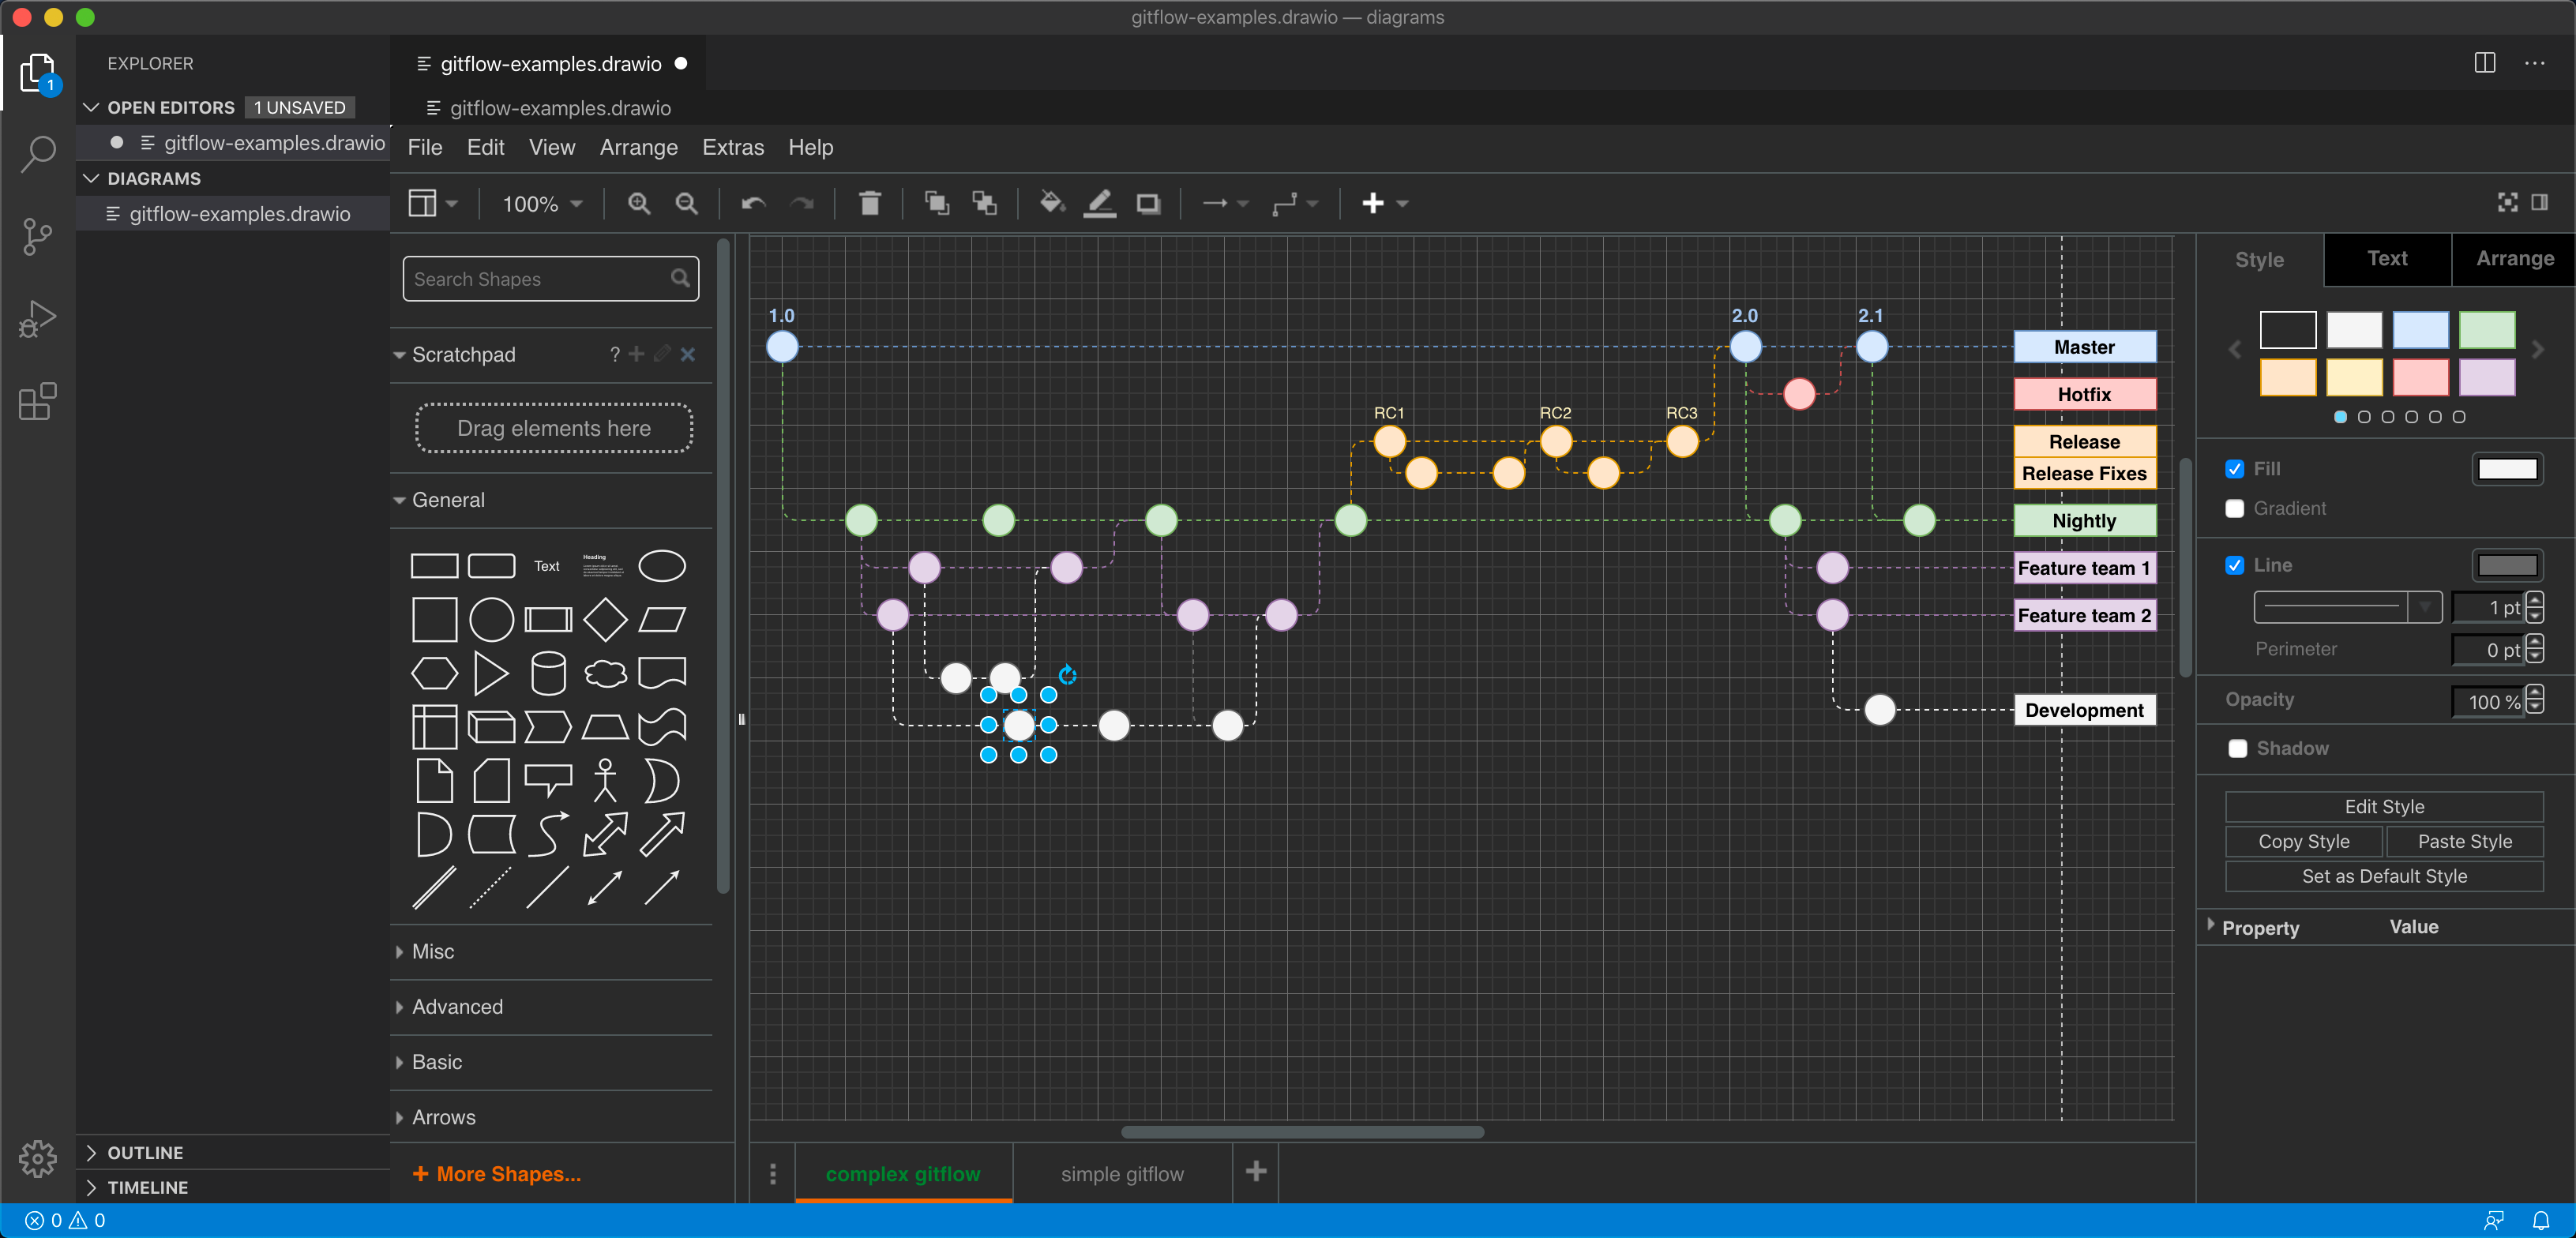 gitflow-examples.drawio — diagrams
EXPLORER
gitflow-examples.drawio
1
OPEN EDITORS 1 UNSAVED
gitflow-examples.drawio
gitflow-examples.drawio
DIAGRAMS
gitflow-examples.drawio
File Edit View Arrange Extras Help
100%
Search Shapes
Scratchpad ?
Drag elements here
General
Text
Heading
Misc
Advanced
Basic
Arrows
+ More Shapes...
OUTLINE
TIMELINE
1.0
2.0
2.1
Master
Hotfix
RC1
RC2
RC3
Release
Release Fixes
Nightly
Feature team 1
Feature team 2
Development
complex gitflow
simple gitflow
Style
Text
Arrange
Fill
Gradient
Line
1 pt
Perimeter
0 pt
Opacity
100 %
Shadow
Edit Style
Copy Style
Paste Style
Set as Default Style
Property
Value
0 0